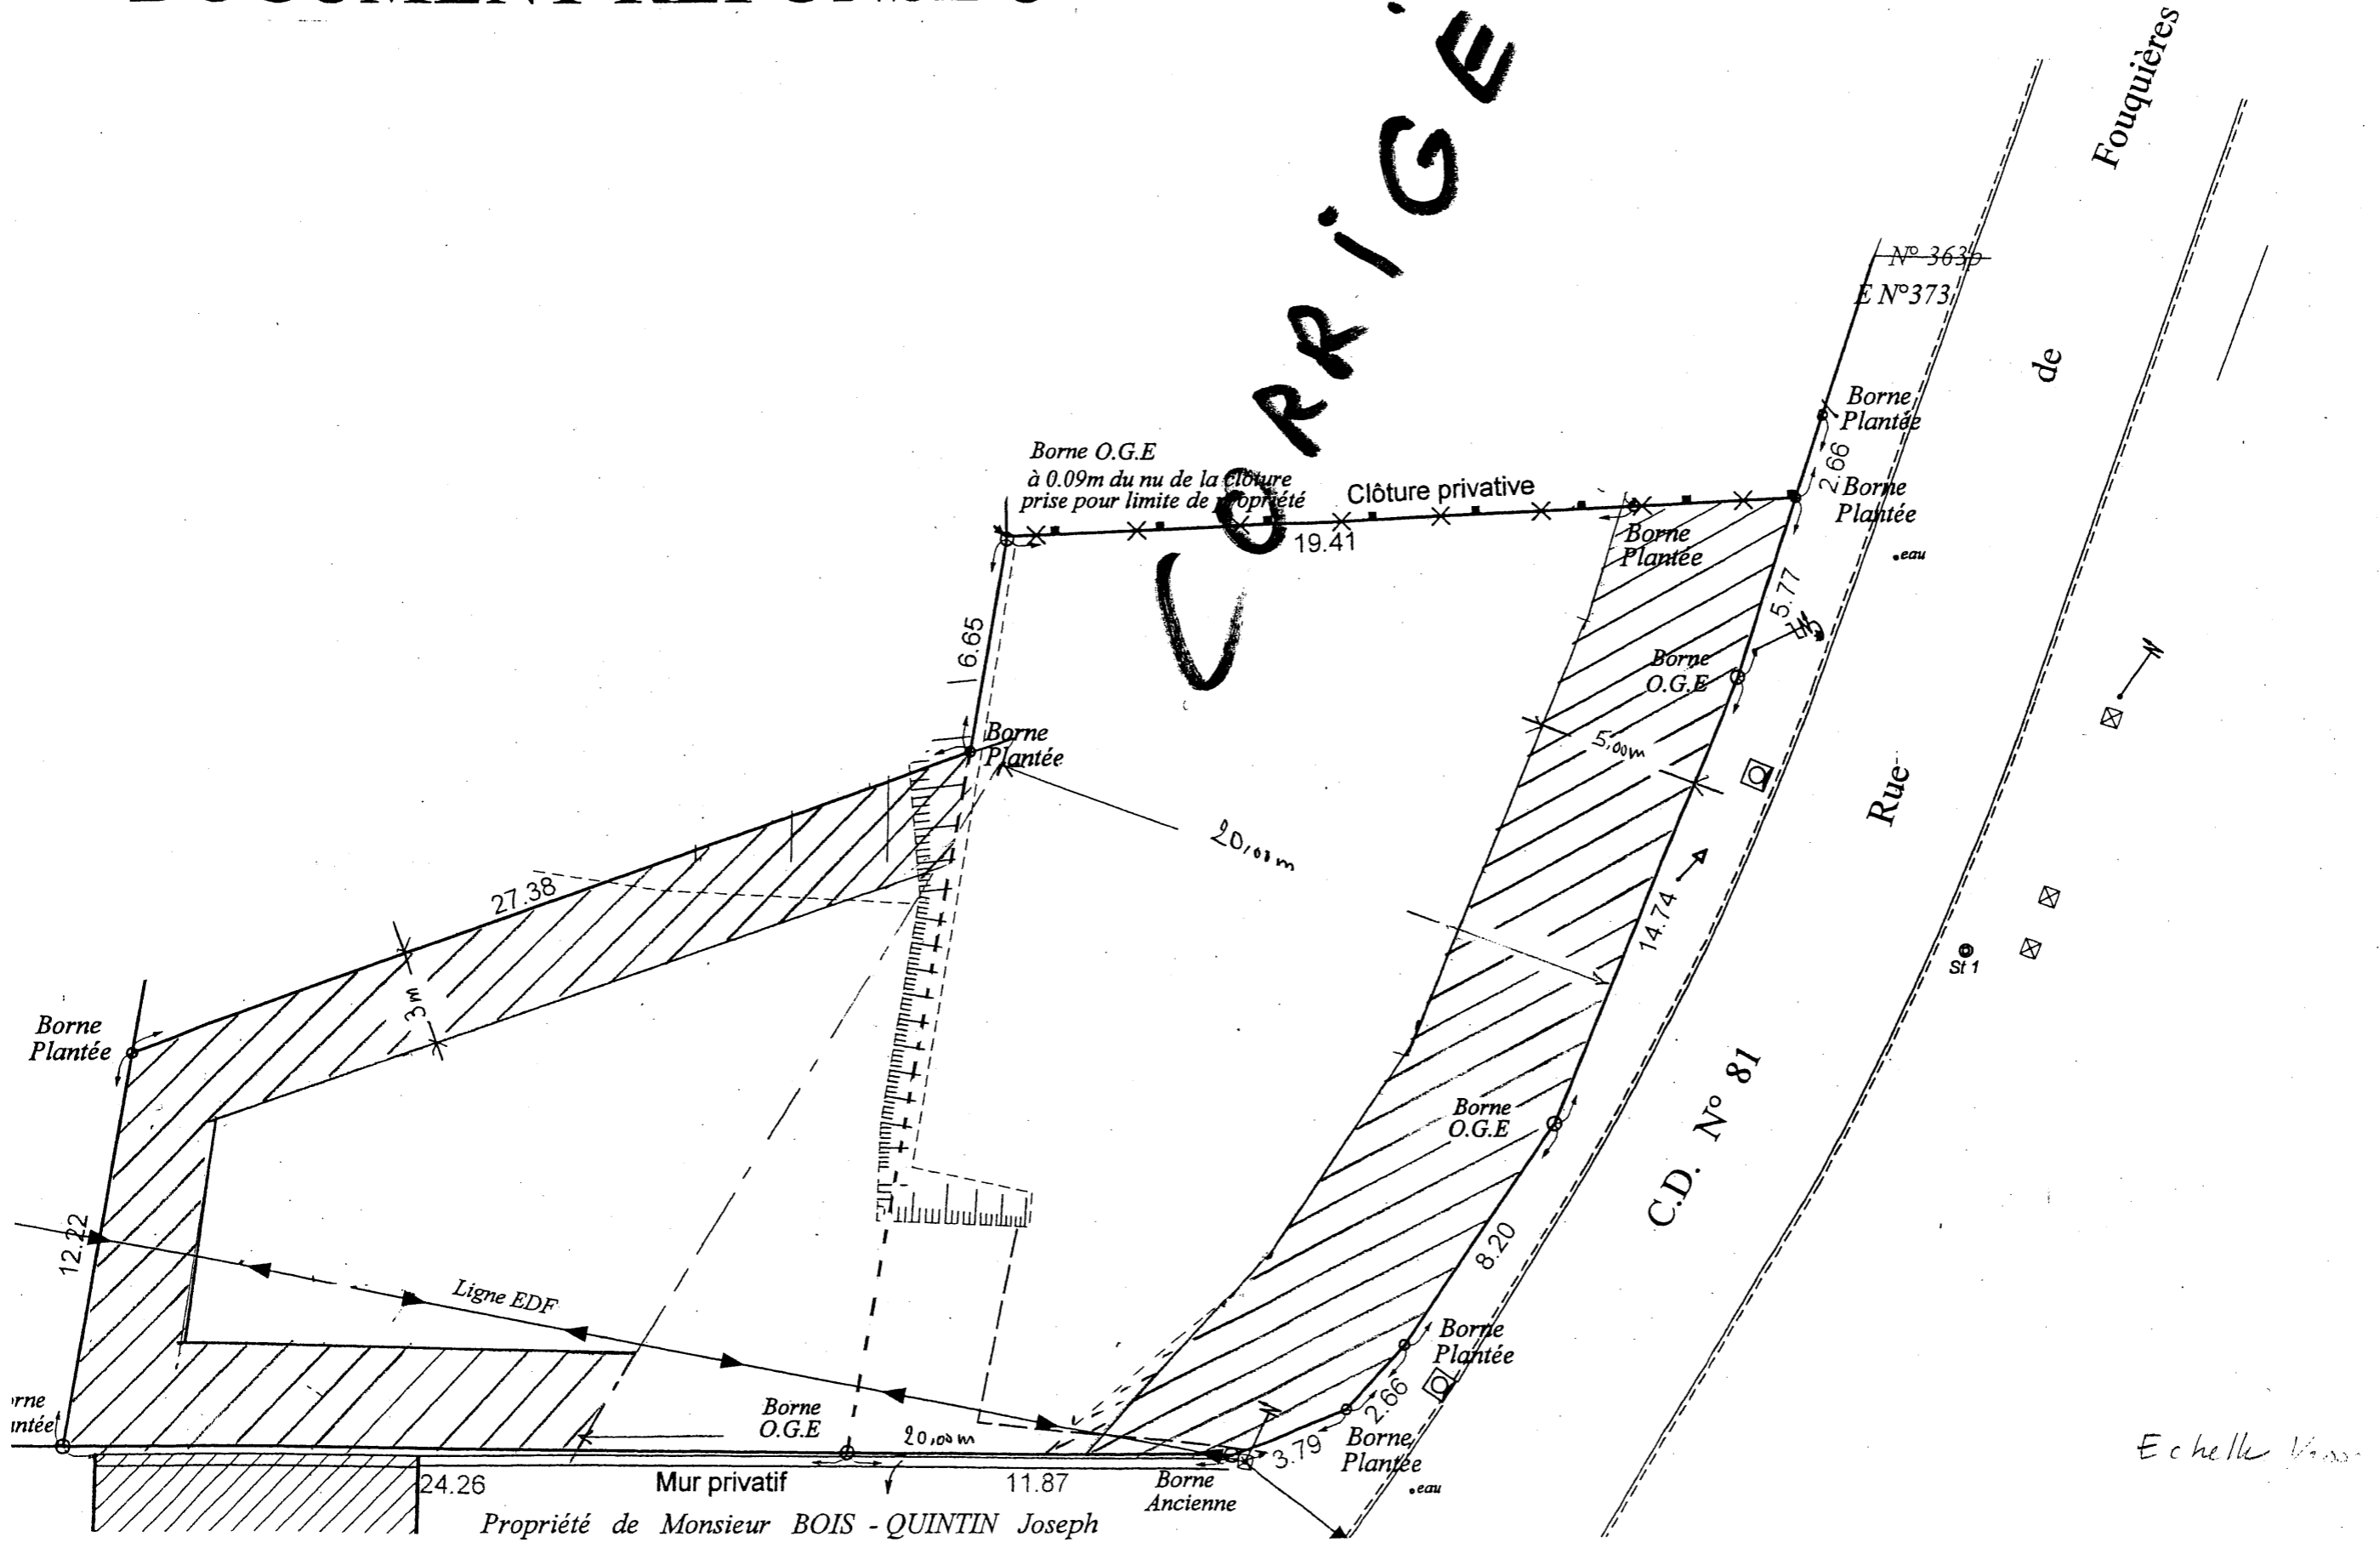 CORRIGÉ
Fouquières
de
Rue
C.D. N° 81
N° 363p
E N°373
Borne
Plantée
2.66
Borne
Plantée
.eau
Borne O.G.E
à 0.09m du nu de la clôture
prise pour limite de propriété
Clôture privative
19.41
Borne
Plantée
5.77
6.65
Borne
O.G.E
Borne
Plantée
5,00m
20,00m
27.38
14.74
St 1
3m
Borne
Plantée
Borne
O.G.E
12.22
8.20
Ligne EDF
Borne
Plantée
2.66
Borne
O.G.E
20,00m
3.79
Borne
Plantée
.eau
24.26
Mur privatif
11.87
Borne
Ancienne
Propriété de Monsieur BOIS - QUINTIN Joseph
Echelle